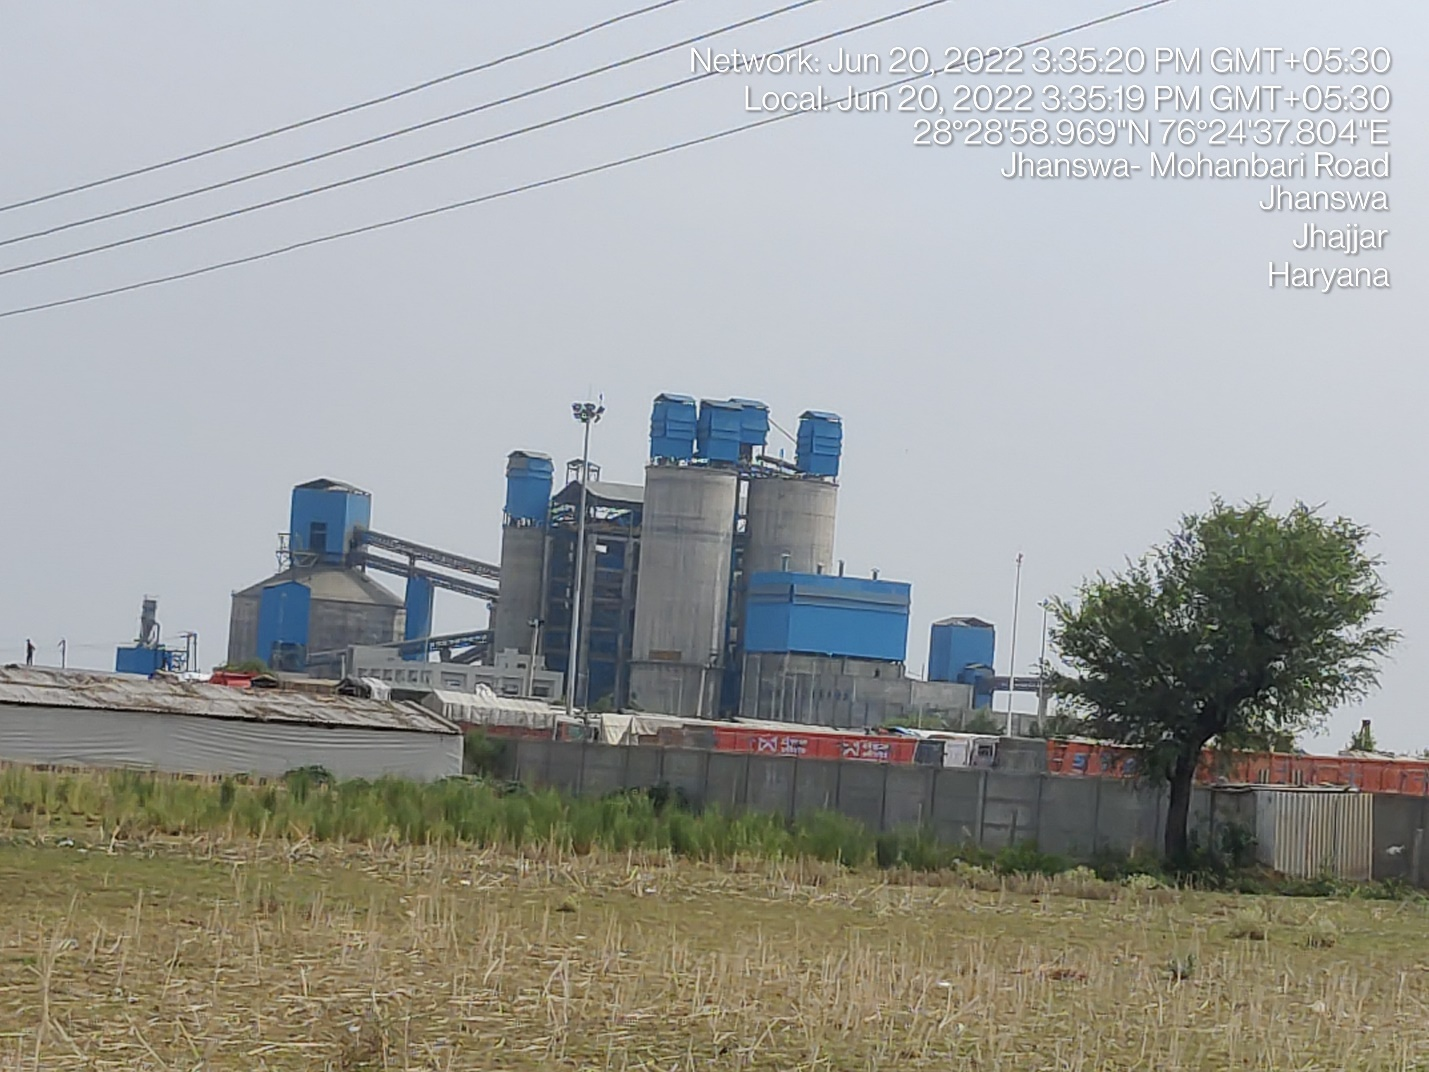 Network: Jun 20, 2022 3:35:20 PM GMT+05:30
Local: Jun 20, 2022 3:35:19 PM GMT+05:30
28°28'58.969"N 76°24'37.804"E
Jhanswa- Mohanbari Road
Jhanswa
Jhajjar
Haryana